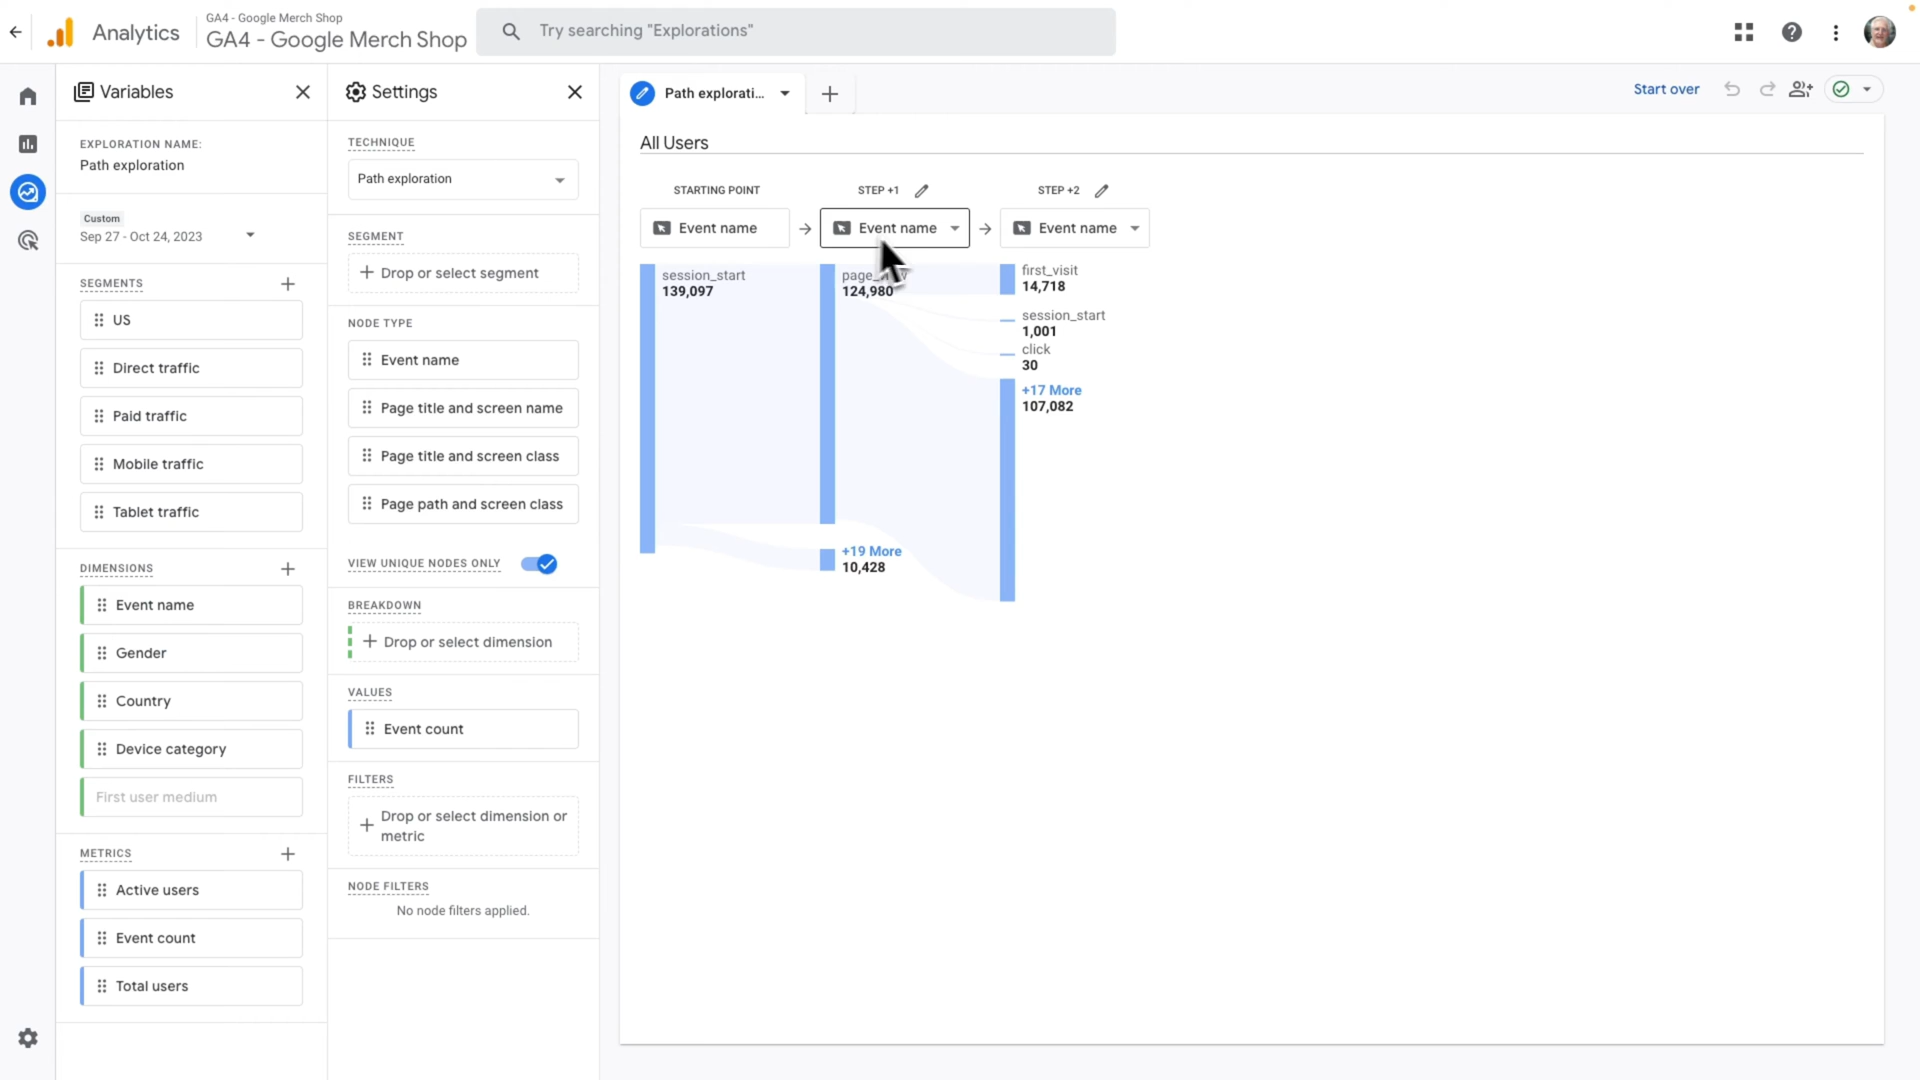 Analytics
GA4 - Google Merch Shop
GA4 - Google Merch Shop
Try searching "Explorations"
Variables
EXPLORATION NAME:
Path exploration
Custom
Sep 27 - Oct 24, 2023
SEGMENTS
US
Direct traffic
Paid traffic
Mobile traffic
Tablet traffic
DIMENSIONS
Event name
Gender
Country
Device category
First user medium
METRICS
Active users
Event count
Total users
Settings
TECHNIQUE
Path exploration
SEGMENT
Drop or select segment
NODE TYPE
Event name
Page title and screen name
Page title and screen class
Page path and screen class
VIEW UNIQUE NODES ONLY
BREAKDOWN
Drop or select dimension
VALUES
Event count
FILTERS
Drop or select dimension or
metric
NODE FILTERS
No node filters applied.
Path explorati...
Start over
All Users
STARTING POINT
STEP +1
STEP +2
Event name
Event name
Event name
session_start
139,097
124,980
+19 More
10,428
first_visit
14,718
session_start
1,001
click
30
+17 More
107,082